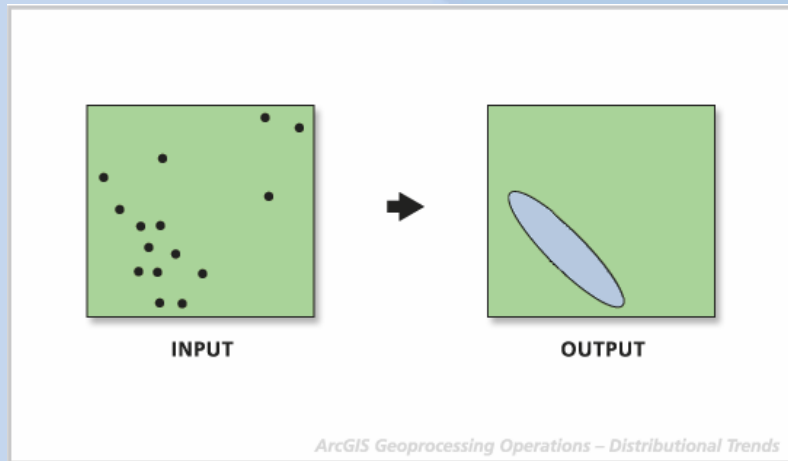 INPUT
OUTPUT
ArcGIS Geoprocessing Operations – Distributional Trends